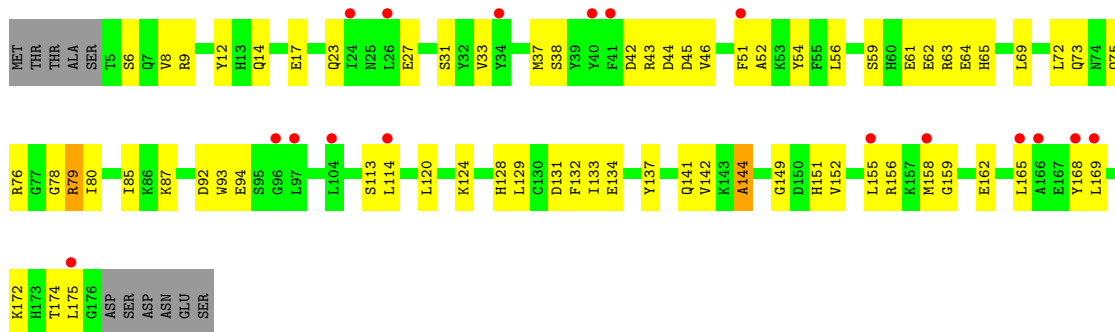 MET THR THR ALA SER T5 S6 Q7 V8 R9 Y12 H13 Q14 E17 Q23 I24 N25 L26 E27 S31 Y32 V33 Y34 M37 S38 Y39 Y40 F41 D42 R43 D44 D45 V46 F51 A52 K53 Y54 F55 L56 S59 H60 E61 E62 R63 E64 H65 L69 L72 Q73 N74
R76 G77 G78 R79 I80 I85 K86 K87 D92 W93 E94 S95 G96 L97 L104 S113 L114 L120 K124 H128 L129 C130 D131 F132 I133 E134 Y137 Q141 V142 K143 A144 G149 D150 H151 V152 L155 R156 K157 M158 G159 E162 L165 A166 E167 Y168 L169
K172 H173 T174 L175 G176 ASP SER ASP ASN GLU SER